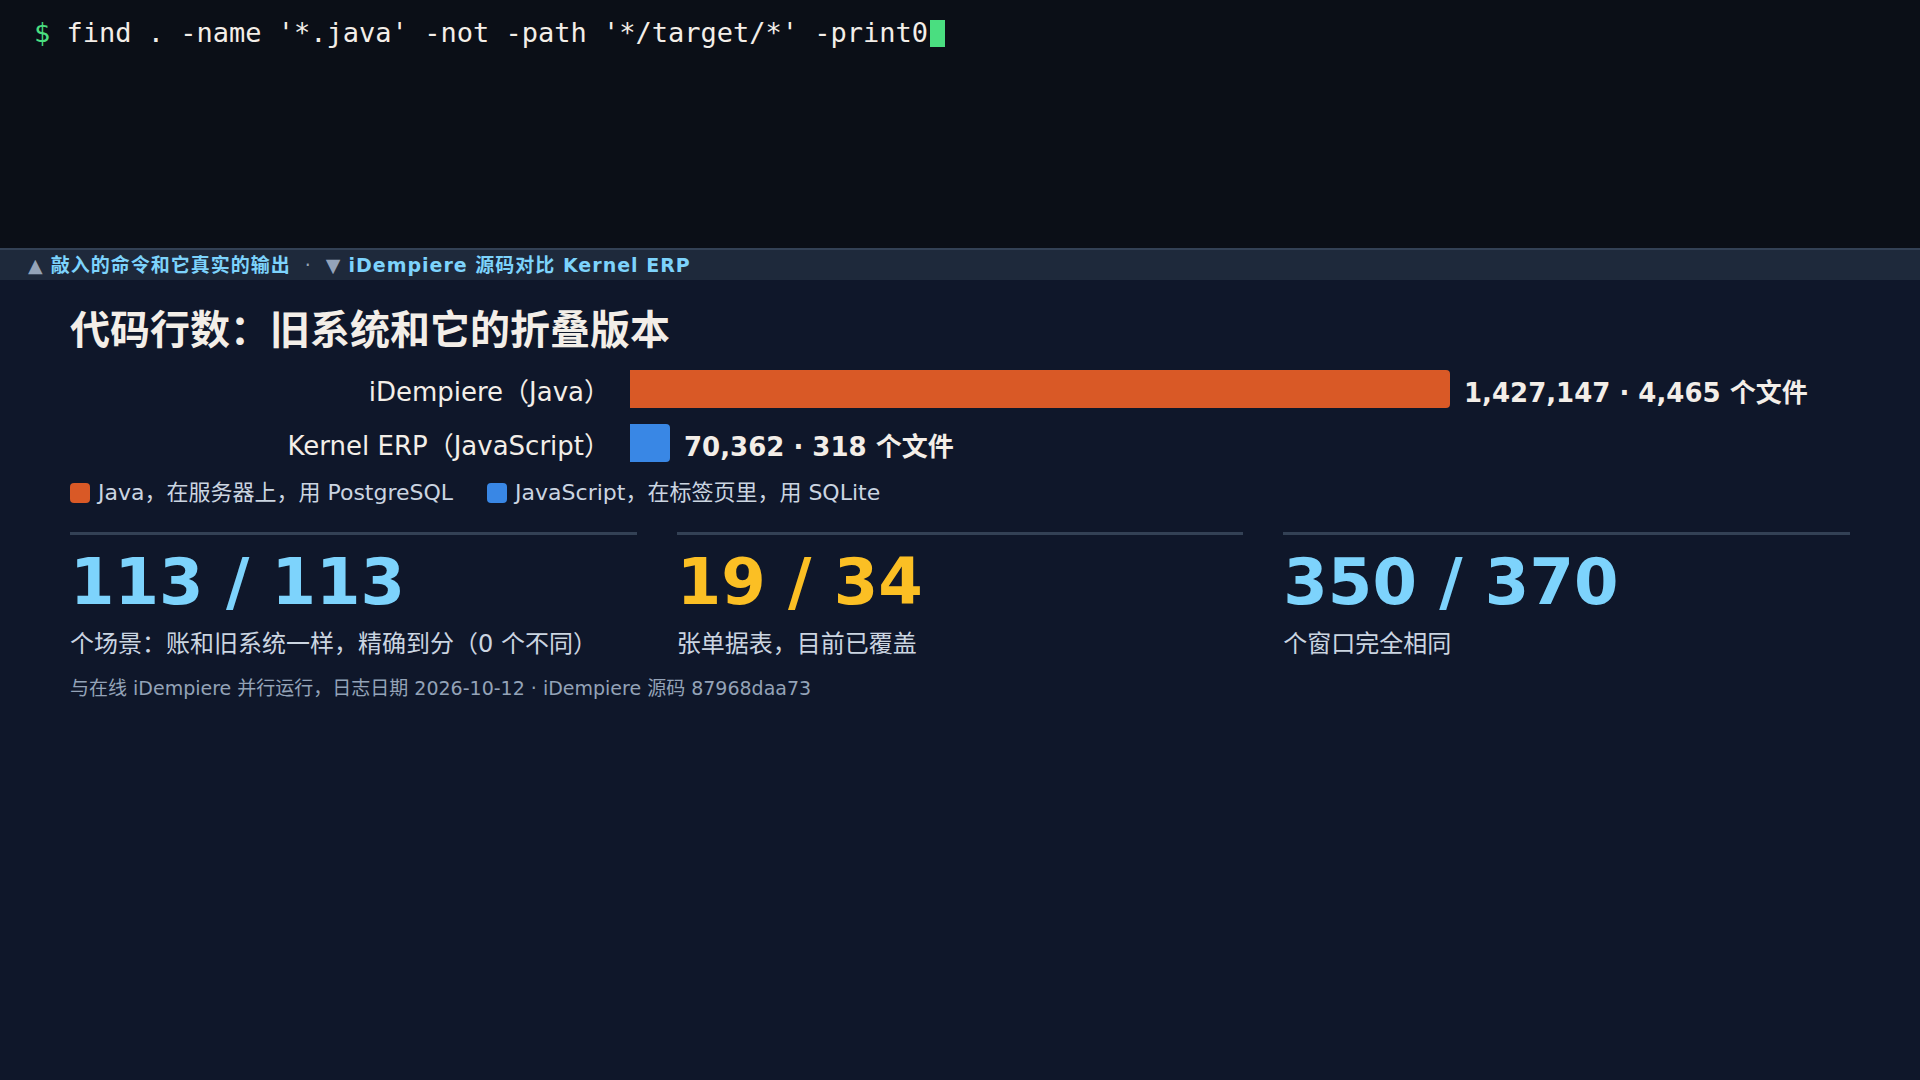 $ find . -name '*.java' -not -path '*/target/*' -print0
▲ 敲入的命令和它真实的输出 · ▼ iDempiere 源码对比 Kernel ERP
代码行数：旧系统和它的折叠版本
iDempiere（Java） 1,427,147 · 4,465 个文件
Kernel ERP（JavaScript） 70,362 · 318 个文件
Java，在服务器上，用 PostgreSQL JavaScript，在标签页里，用 SQLite
113 / 113 19 / 34 350 / 370
个场景：账和旧系统一样，精确到分（0 个不同） 张单据表，目前已覆盖 个窗口完全相同
与在线 iDempiere 并行运行，日志日期 2026-10-12 · iDempiere 源码 87968daa73